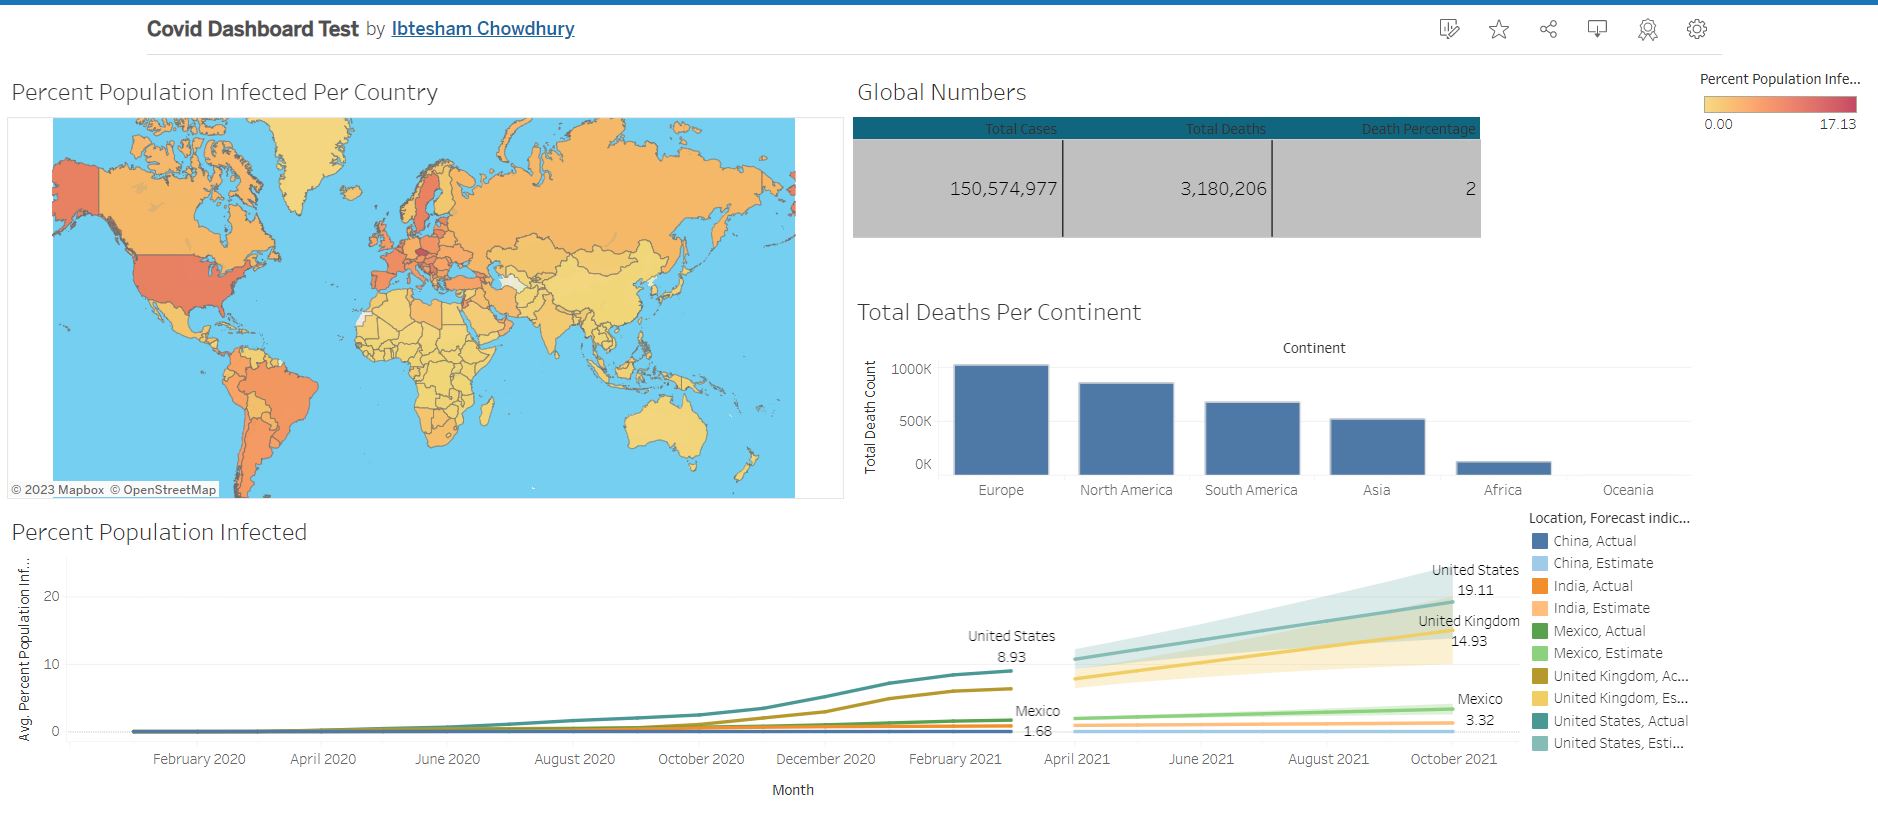 Covid Dashboard Test by Ibtesham Chowdhury
Percent Population Infected Per Country
© 2023 Mapbox © OpenStreetMap
Global Numbers
Total Cases Total Deaths Death Percentage
150,574,977 3,180,206 2
Percent Population Infe...
0.00 17.13
Total Deaths Per Continent
Continent
Total Death Count
1000K
500K
0K
Europe North America South America Asia Africa Oceania
Percent Population Infected
Avg. Percent Population Inf...
20
10
0
United States
8.93
Mexico
1.68
United States
19.11
United Kingdom
14.93
Mexico
3.32
February 2020 April 2020 June 2020 August 2020 October 2020 December 2020 February 2021 April 2021 June 2021 August 2021 October 2021
Month
Location, Forecast indic...
China, Actual
China, Estimate
India, Actual
India, Estimate
Mexico, Actual
Mexico, Estimate
United Kingdom, Ac...
United Kingdom, Es...
United States, Actual
United States, Esti...